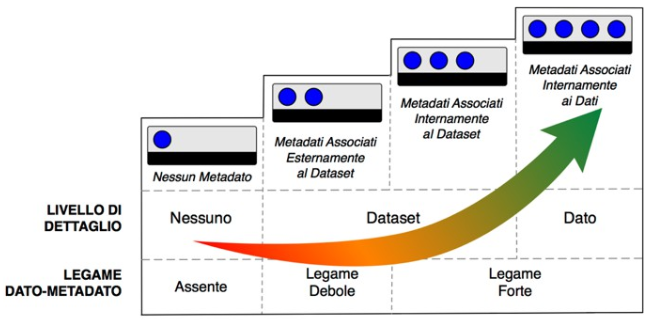 Metadati Associati
Internamente
ai Dati
Metadati Associati
Internamente
al Dataset
Metadati Associati
Esternamente
al Dataset
Nessun Metadato
LIVELLO DI
DETTAGLIO
Nessuno
Dataset
Dato
LEGAME
DATO-METADATO
Assente
Legame
Debole
Legame
Forte